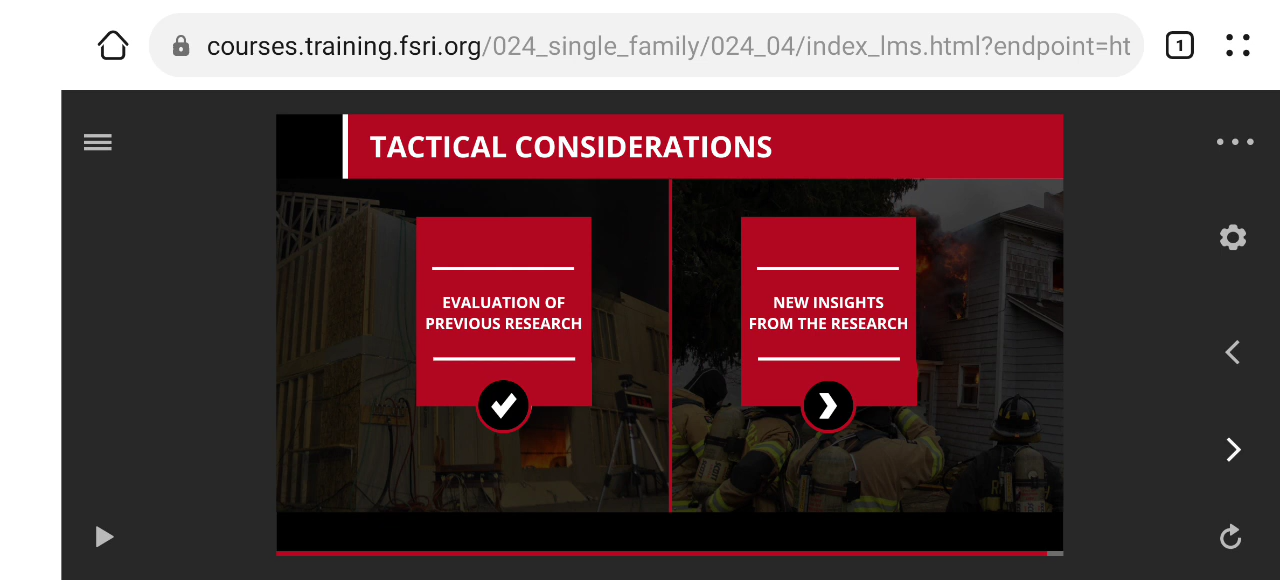 courses.training.fsri.org/024_single_family/024_04/index_lms.html?endpoint=ht
1
TACTICAL CONSIDERATIONS
EVALUATION OF
PREVIOUS RESEARCH
NEW INSIGHTS
FROM THE RESEARCH